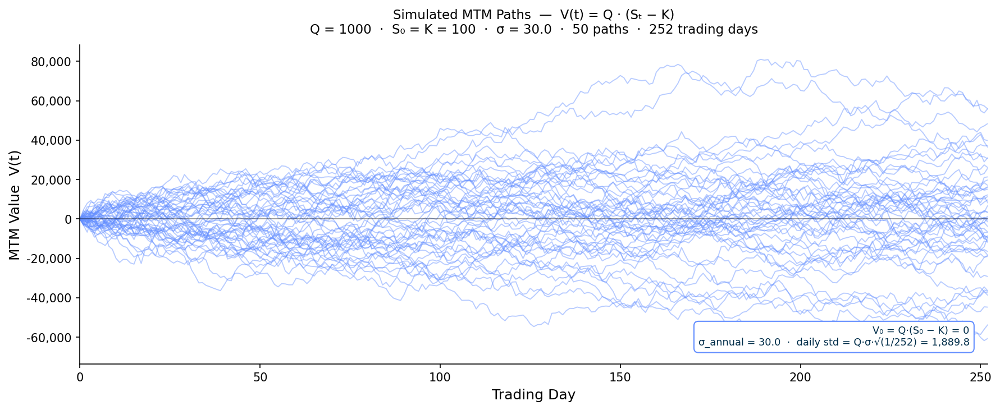 Simulated MTM Paths  —  V(t) = Q · (Sₜ − K)
Q = 1000  ·  S₀ = K = 100  ·  σ = 30.0  ·  50 paths  ·  252 trading days
MTM Value  V(t)
80,000
60,000
40,000
20,000
0
-20,000
-40,000
-60,000
V₀ = Q·(S₀ − K) = 0
σ_annual = 30.0  ·  daily std = Q·σ·√(1/252) = 1,889.8
0
50
100
150
200
250
Trading Day